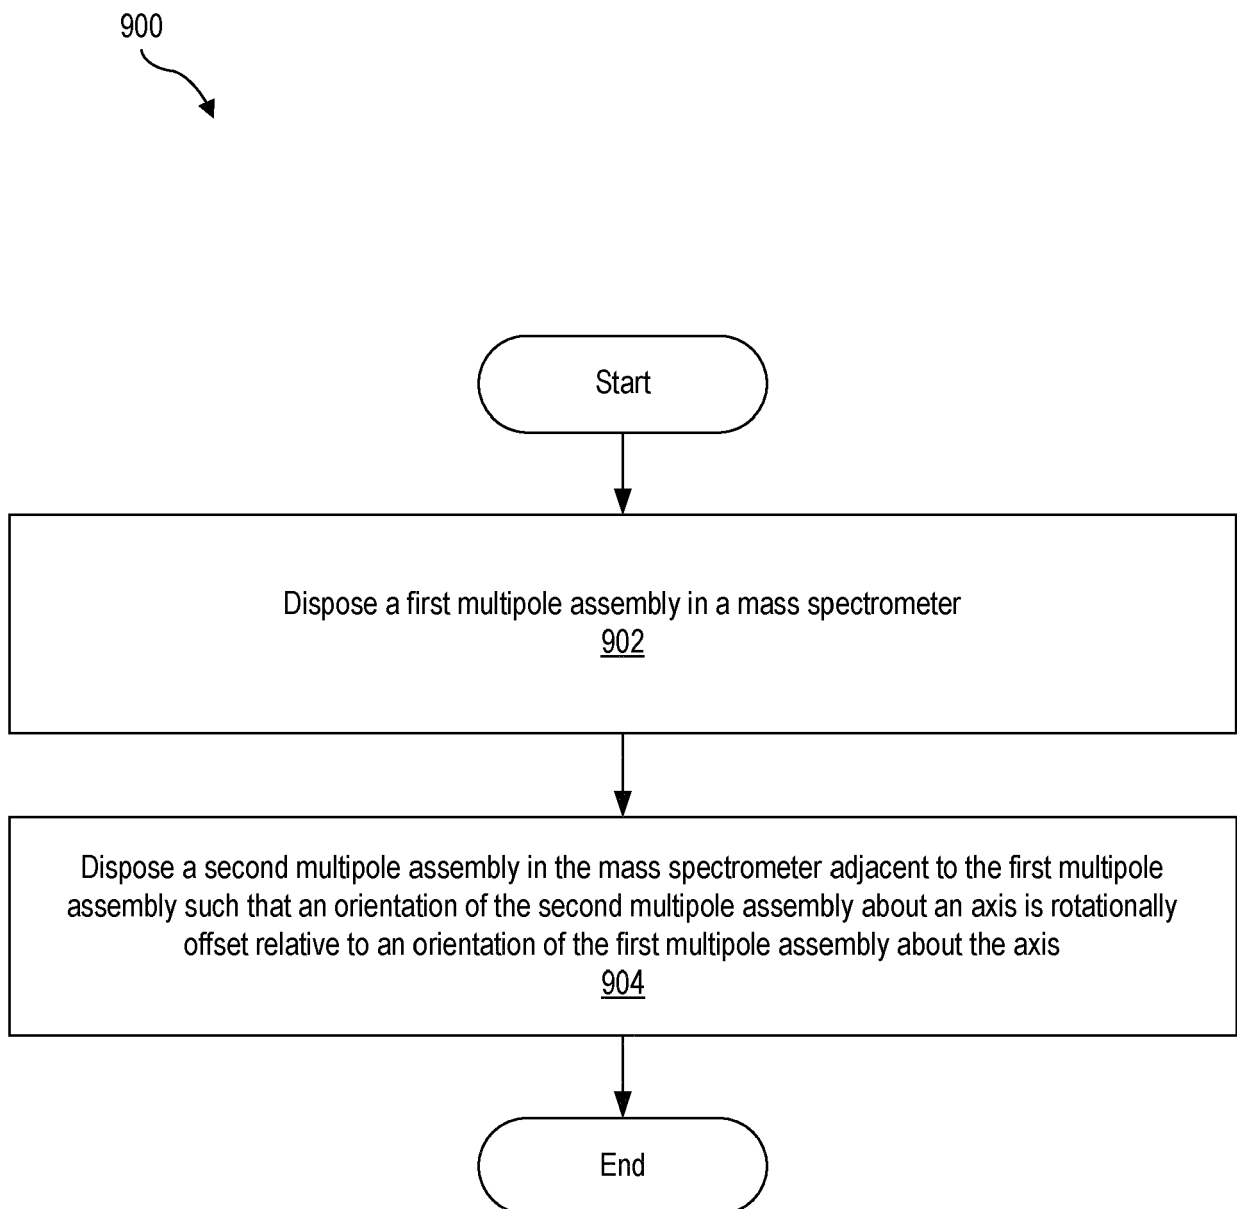 900
Start
Dispose a first multipole assembly in a mass spectrometer
902
Dispose a second multipole assembly in the mass spectrometer adjacent to the first multipole
assembly such that an orientation of the second multipole assembly about an axis is rotationally
offset relative to an orientation of the first multipole assembly about the axis
904
End